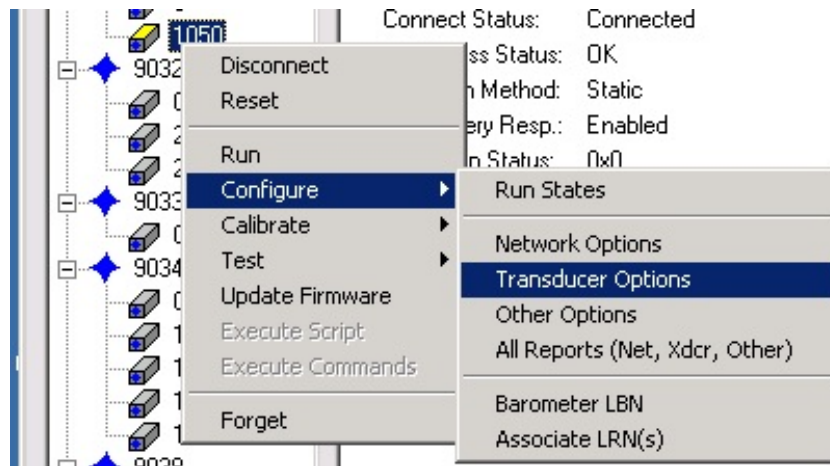 1050
Connect Status: Connected
ss Status: OK
Method: Static
ery Resp.: Enabled
n Status: 0x0
9032
9033
9034
9039
Disconnect
Reset
Run
Configure
Calibrate
Test
Update Firmware
Execute Script
Execute Commands
Forget
Run States
Network Options
Transducer Options
Other Options
All Reports (Net, Xdcr, Other)
Barometer LBN
Associate LRN(s)